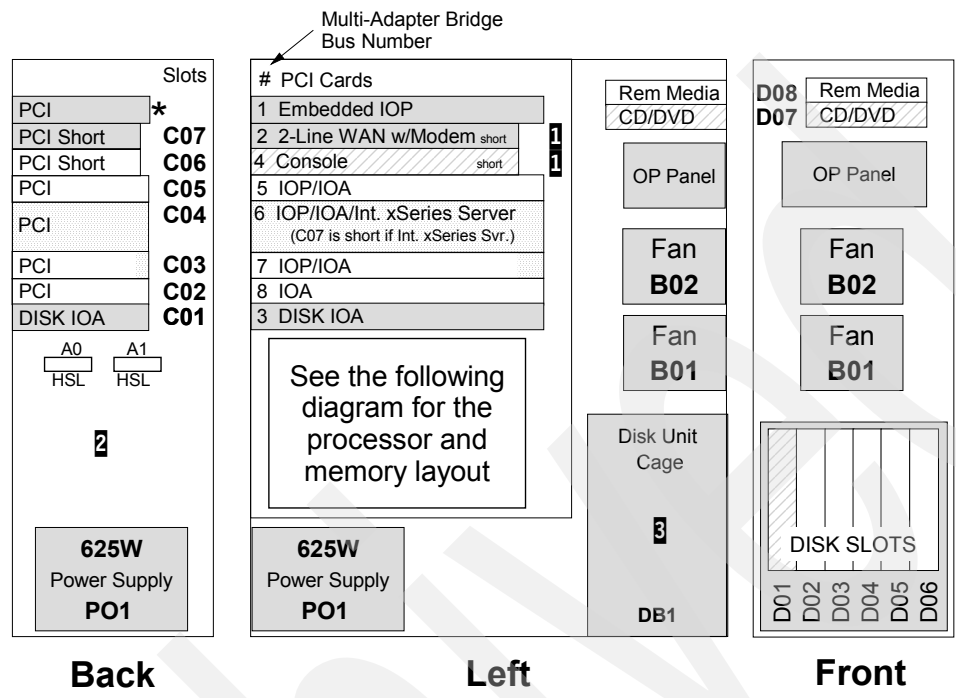 Multi-Adapter Bridge
Bus Number
Slots
PCI *
PCI Short C07
PCI Short C06
PCI C05
PCI C04
PCI C03
PCI C02
DISK IOA C01
A0 A1
HSL HSL
2
625W
Power Supply
PO1
Back
# PCI Cards
1 Embedded IOP
2 2-Line WAN w/Modem short 1
4 Console short 1
5 IOP/IOA
6 IOP/IOA/Int. xSeries Server
(C07 is short if Int. xSeries Svr.)
7 IOP/IOA
8 IOA
3 DISK IOA
See the following
diagram for the
processor and
memory layout
625W
Power Supply
PO1
Rem Media
CD/DVD
OP Panel
Fan
B02
Fan
B01
Disk Unit
Cage
3
DB1
Left
D08 Rem Media
D07 CD/DVD
OP Panel
Fan
B02
Fan
B01
DISK SLOTS
D01
D02
D03
D04
D05
D06
Front